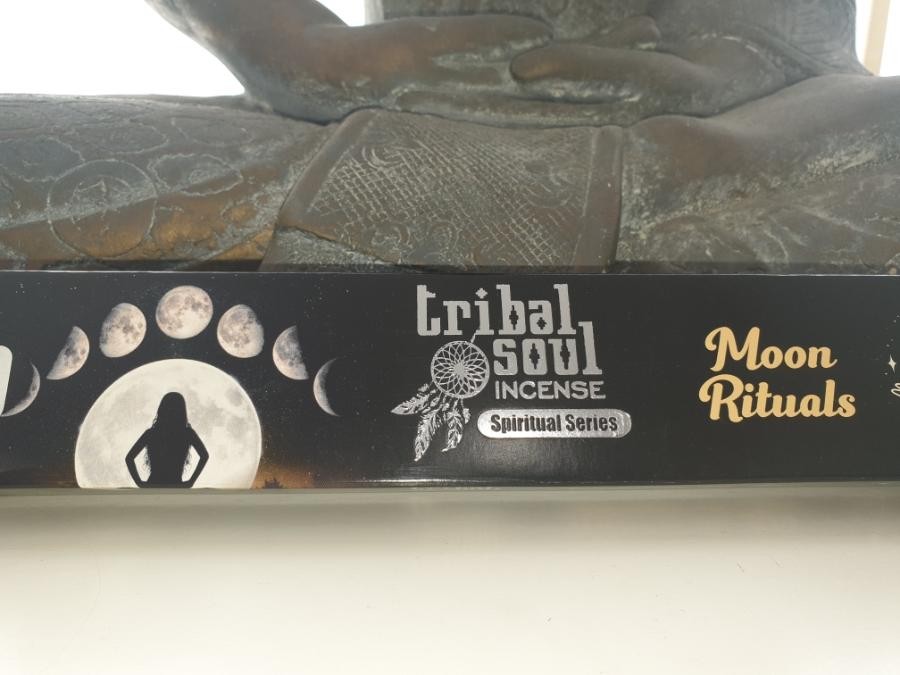 tribal
soul
INCENSE
Spiritual Series
Moon
Rituals